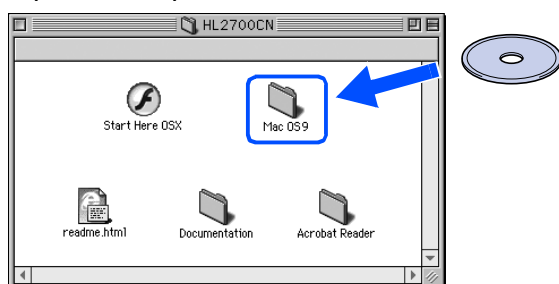 HL2700CN
Start Here OSX
Mac OS9
readme.html
Documentation
Acrobat Reader